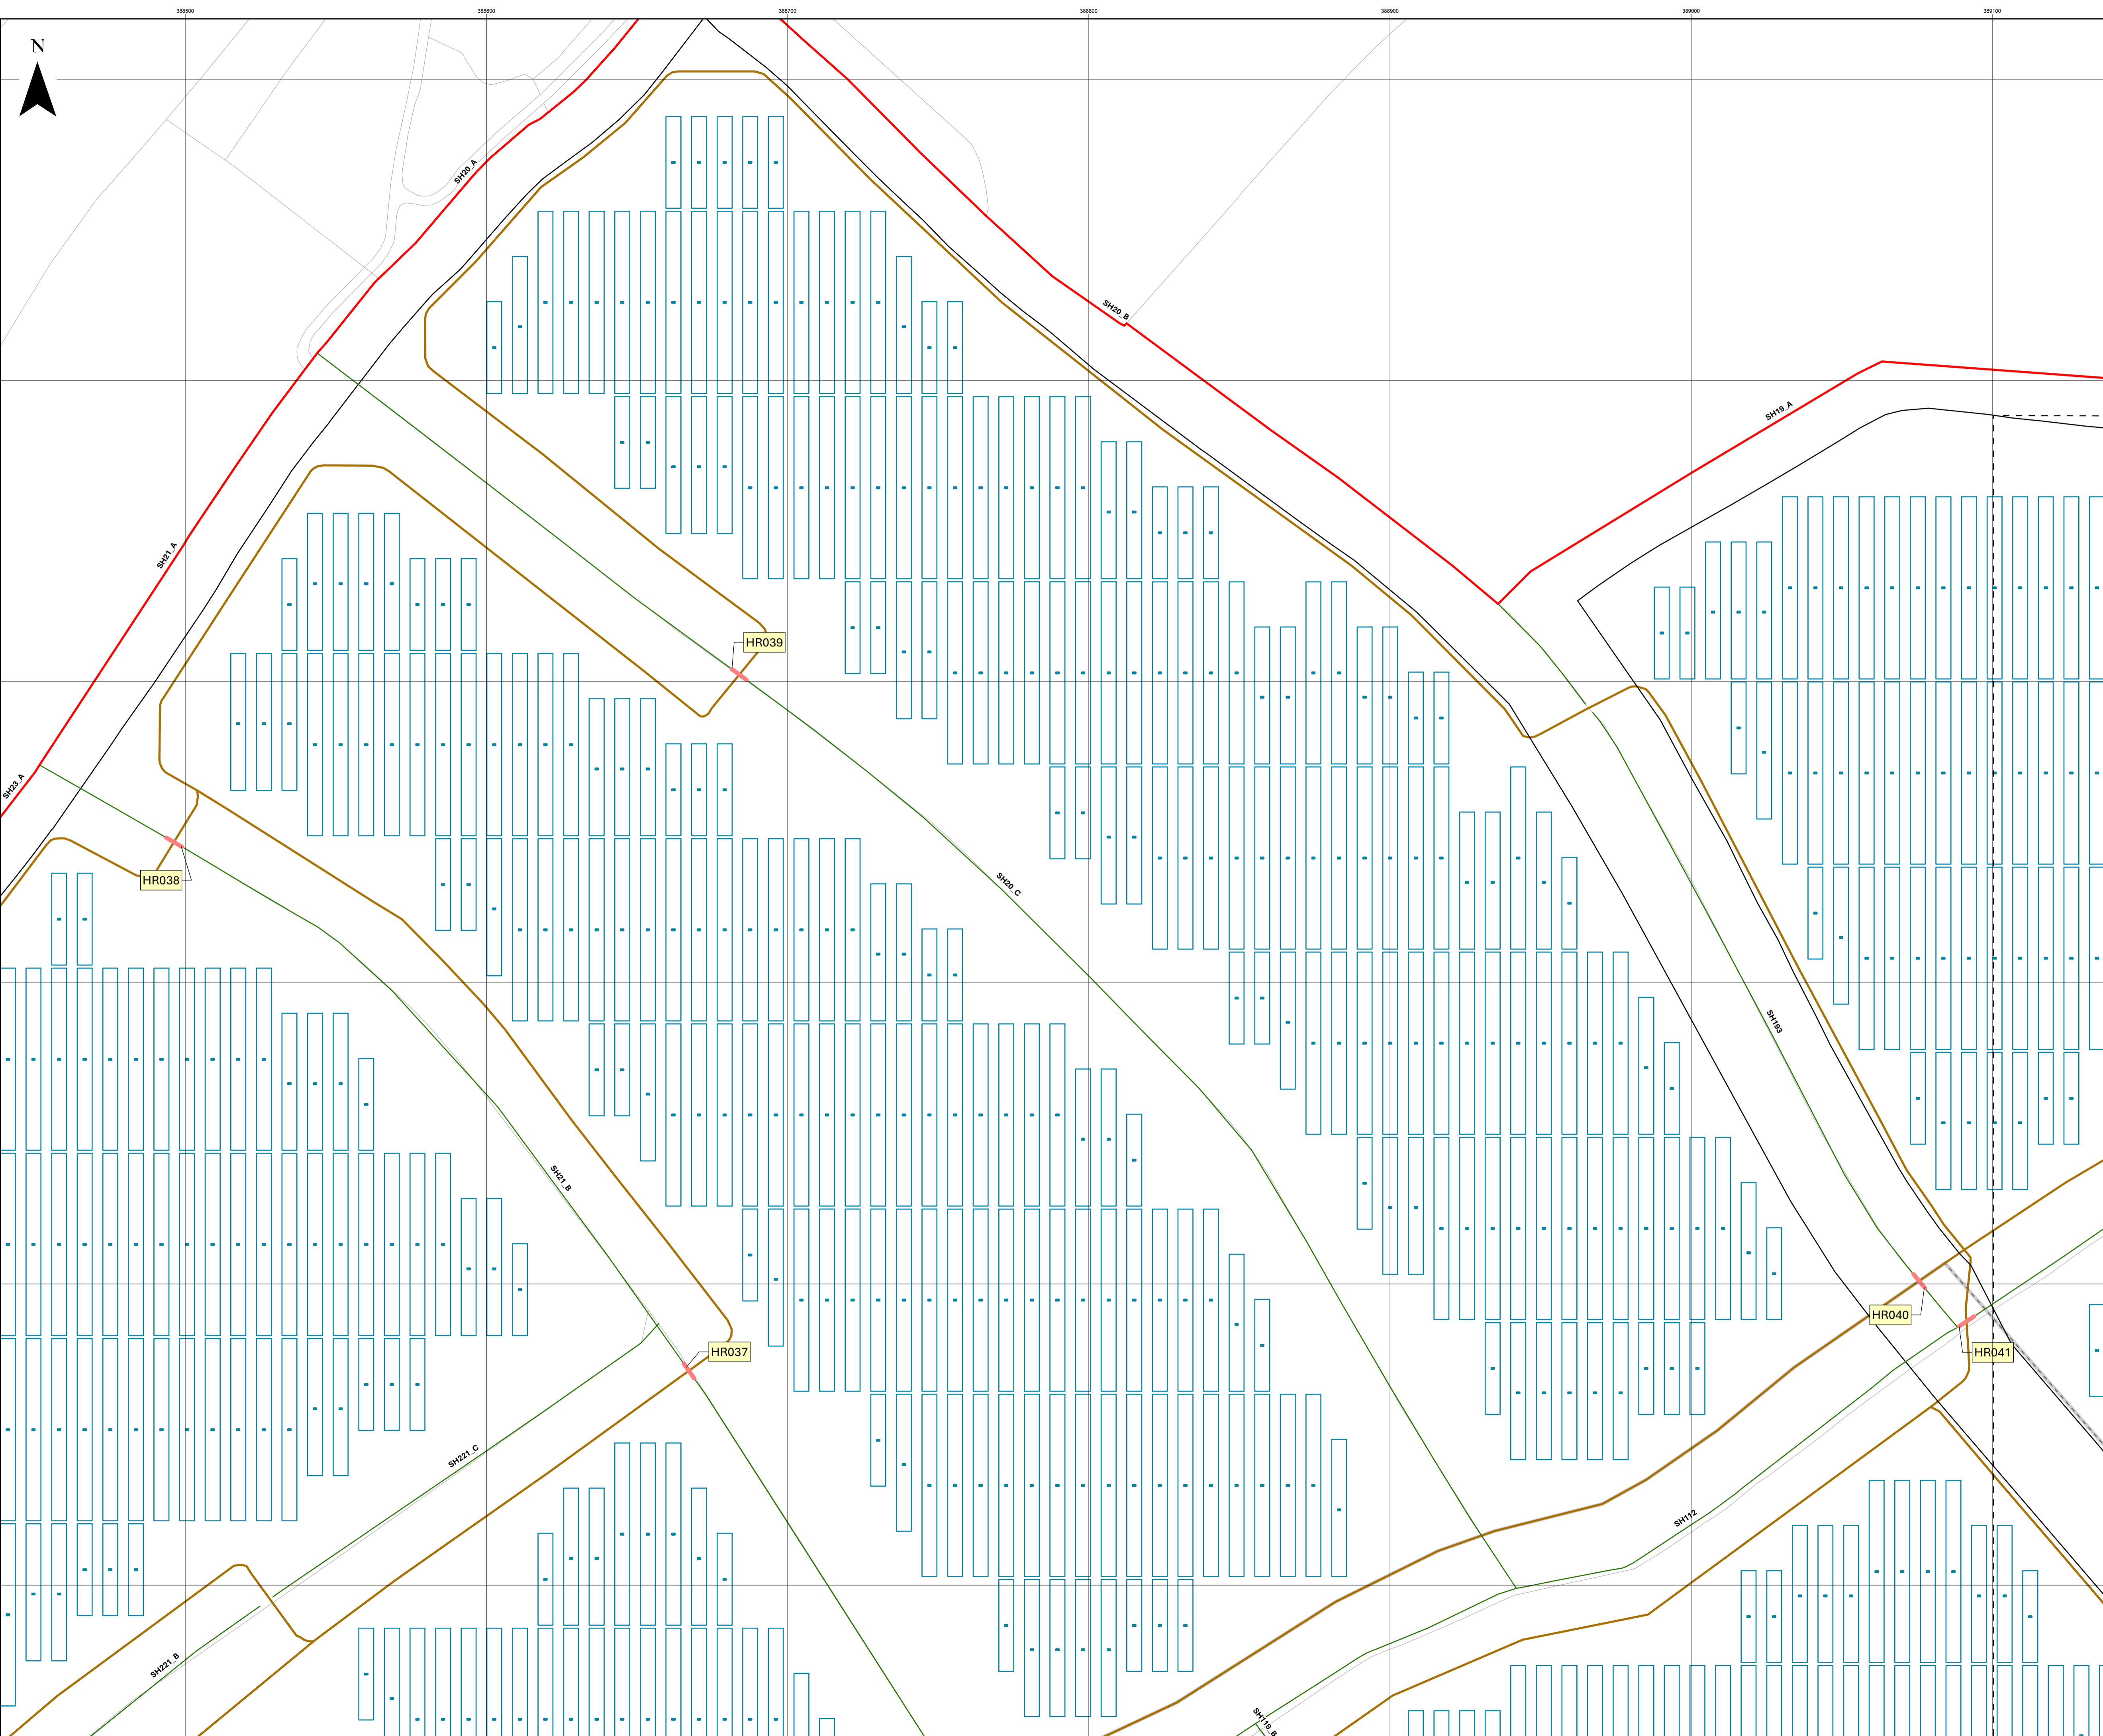 388500
388600
388700
388800
388900
389000
389100
N
SH20_A
SH20_B
SH19_A
SH21_A
HR039
SH23_A
HR038
SH20_C
SH193
SH21_B
HR040
HR037
HR041
SH221_C
SH112
SH221_B
SH119_B